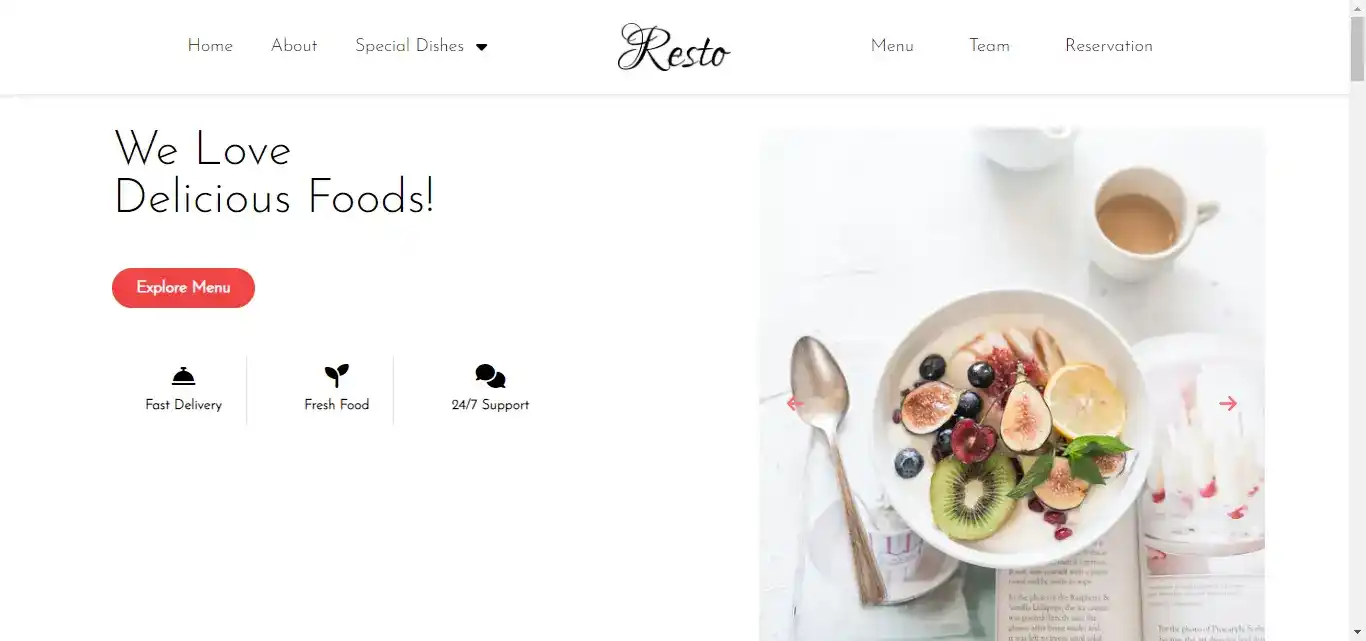 Home About Special Dishes Resto Menu Team Reservation
We Love
Delicious Foods!
Explore Menu
Fast Delivery Fresh Food 24/7 Support